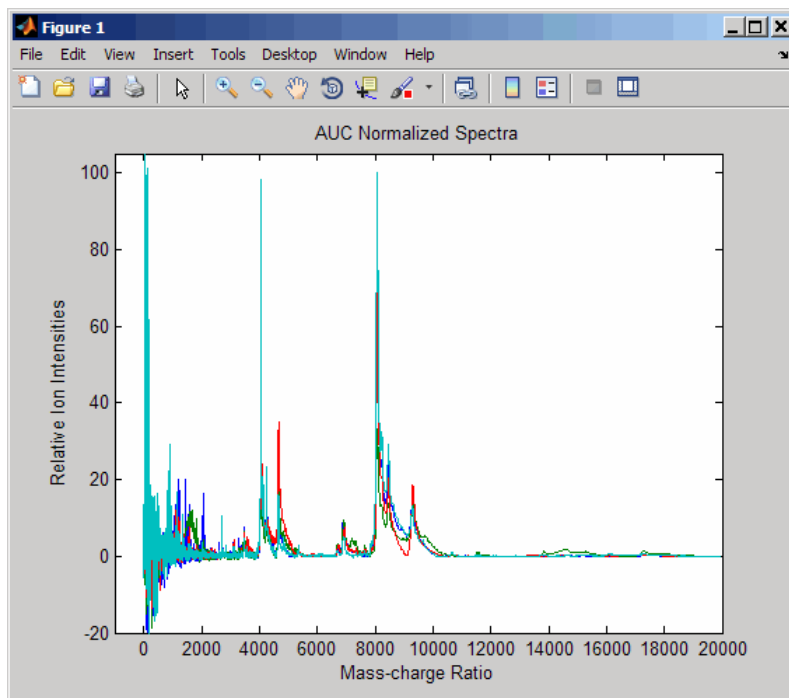 Figure 1
File Edit View Insert Tools Desktop Window Help
AUC Normalized Spectra
100
80
60
40
20
0
-20
Relative Ion Intensities
0 2000 4000 6000 8000 10000 12000 14000 16000 18000 20000
Mass-charge Ratio